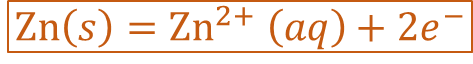 Zn(s) = Zn²⁺ (aq) + 2e⁻